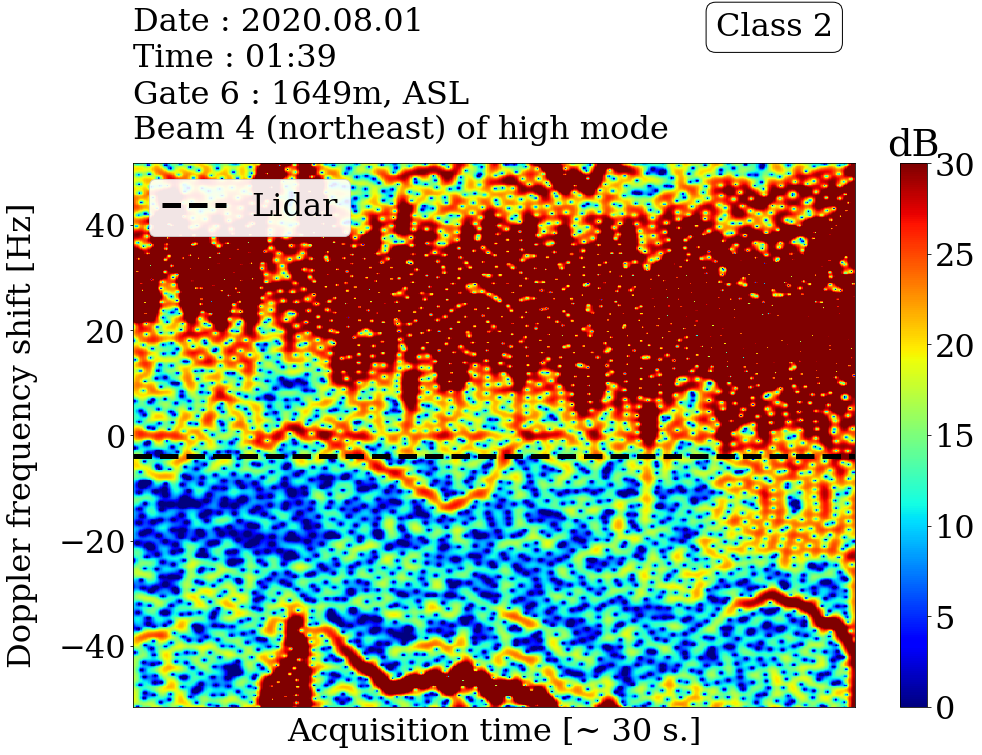 Date : 2020.08.01
Time : 01:39
Gate 6 : 1649m, ASL
Beam 4 (northeast) of high mode
Class 2
dB
Lidar
Doppler frequency shift [Hz]
40
20
0
−20
−40
Acquisition time [~ 30 s.]
30
25
20
15
10
5
0